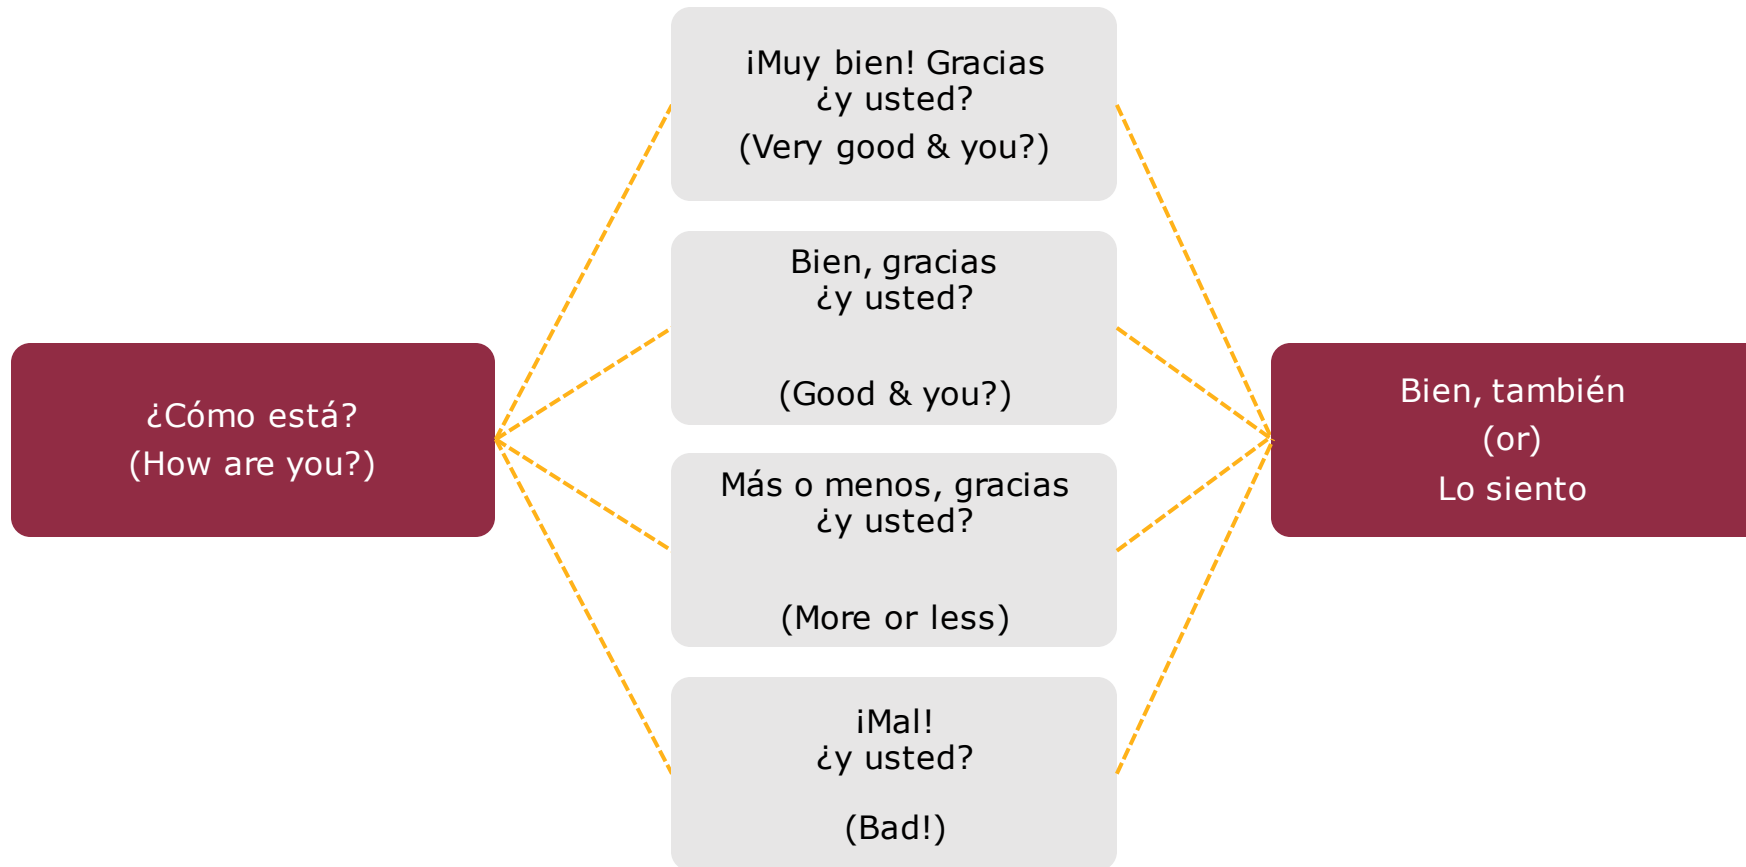 ¿Cómo está?
(How are you?)
¡Muy bien! Gracias
¿y usted?
(Very good & you?)
Bien, gracias
¿y usted?
(Good & you?)
Más o menos, gracias
¿y usted?
(More or less)
¡Mal!
¿y usted?
(Bad!)
Bien, también
(or)
Lo siento